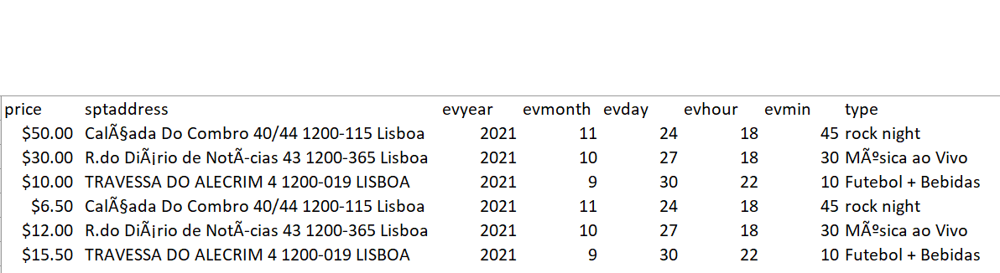 price sptaddress evyear evmonth evday evhour evmin type
$50.00 CalÃ§ada Do Combro 40/44 1200-115 Lisboa 2021 11 24 18 45 rock night
$30.00 R.do DiÃ¡rio de NotÃ-cias 43 1200-365 Lisboa 2021 10 27 18 30 MÃºsica ao Vivo
$10.00 TRAVESSA DO ALECRIM 4 1200-019 LISBOA 2021 9 30 22 10 Futebol + Bebidas
$6.50 CalÃ§ada Do Combro 40/44 1200-115 Lisboa 2021 11 24 18 45 rock night
$12.00 R.do DiÃ¡rio de NotÃ-cias 43 1200-365 Lisboa 2021 10 27 18 30 MÃºsica ao Vivo
$15.50 TRAVESSA DO ALECRIM 4 1200-019 LISBOA 2021 9 30 22 10 Futebol + Bebidas